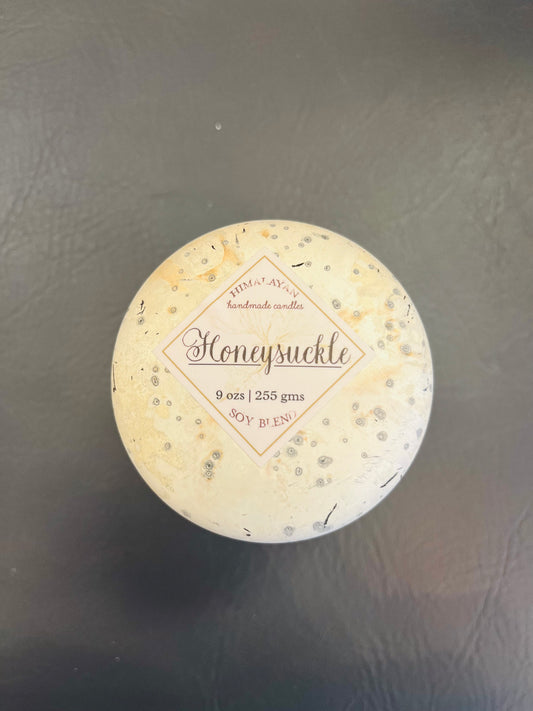 HIMALAYAN
handmade candles
Honeysuckle
9 ozs | 255 gms
SOY BLEND